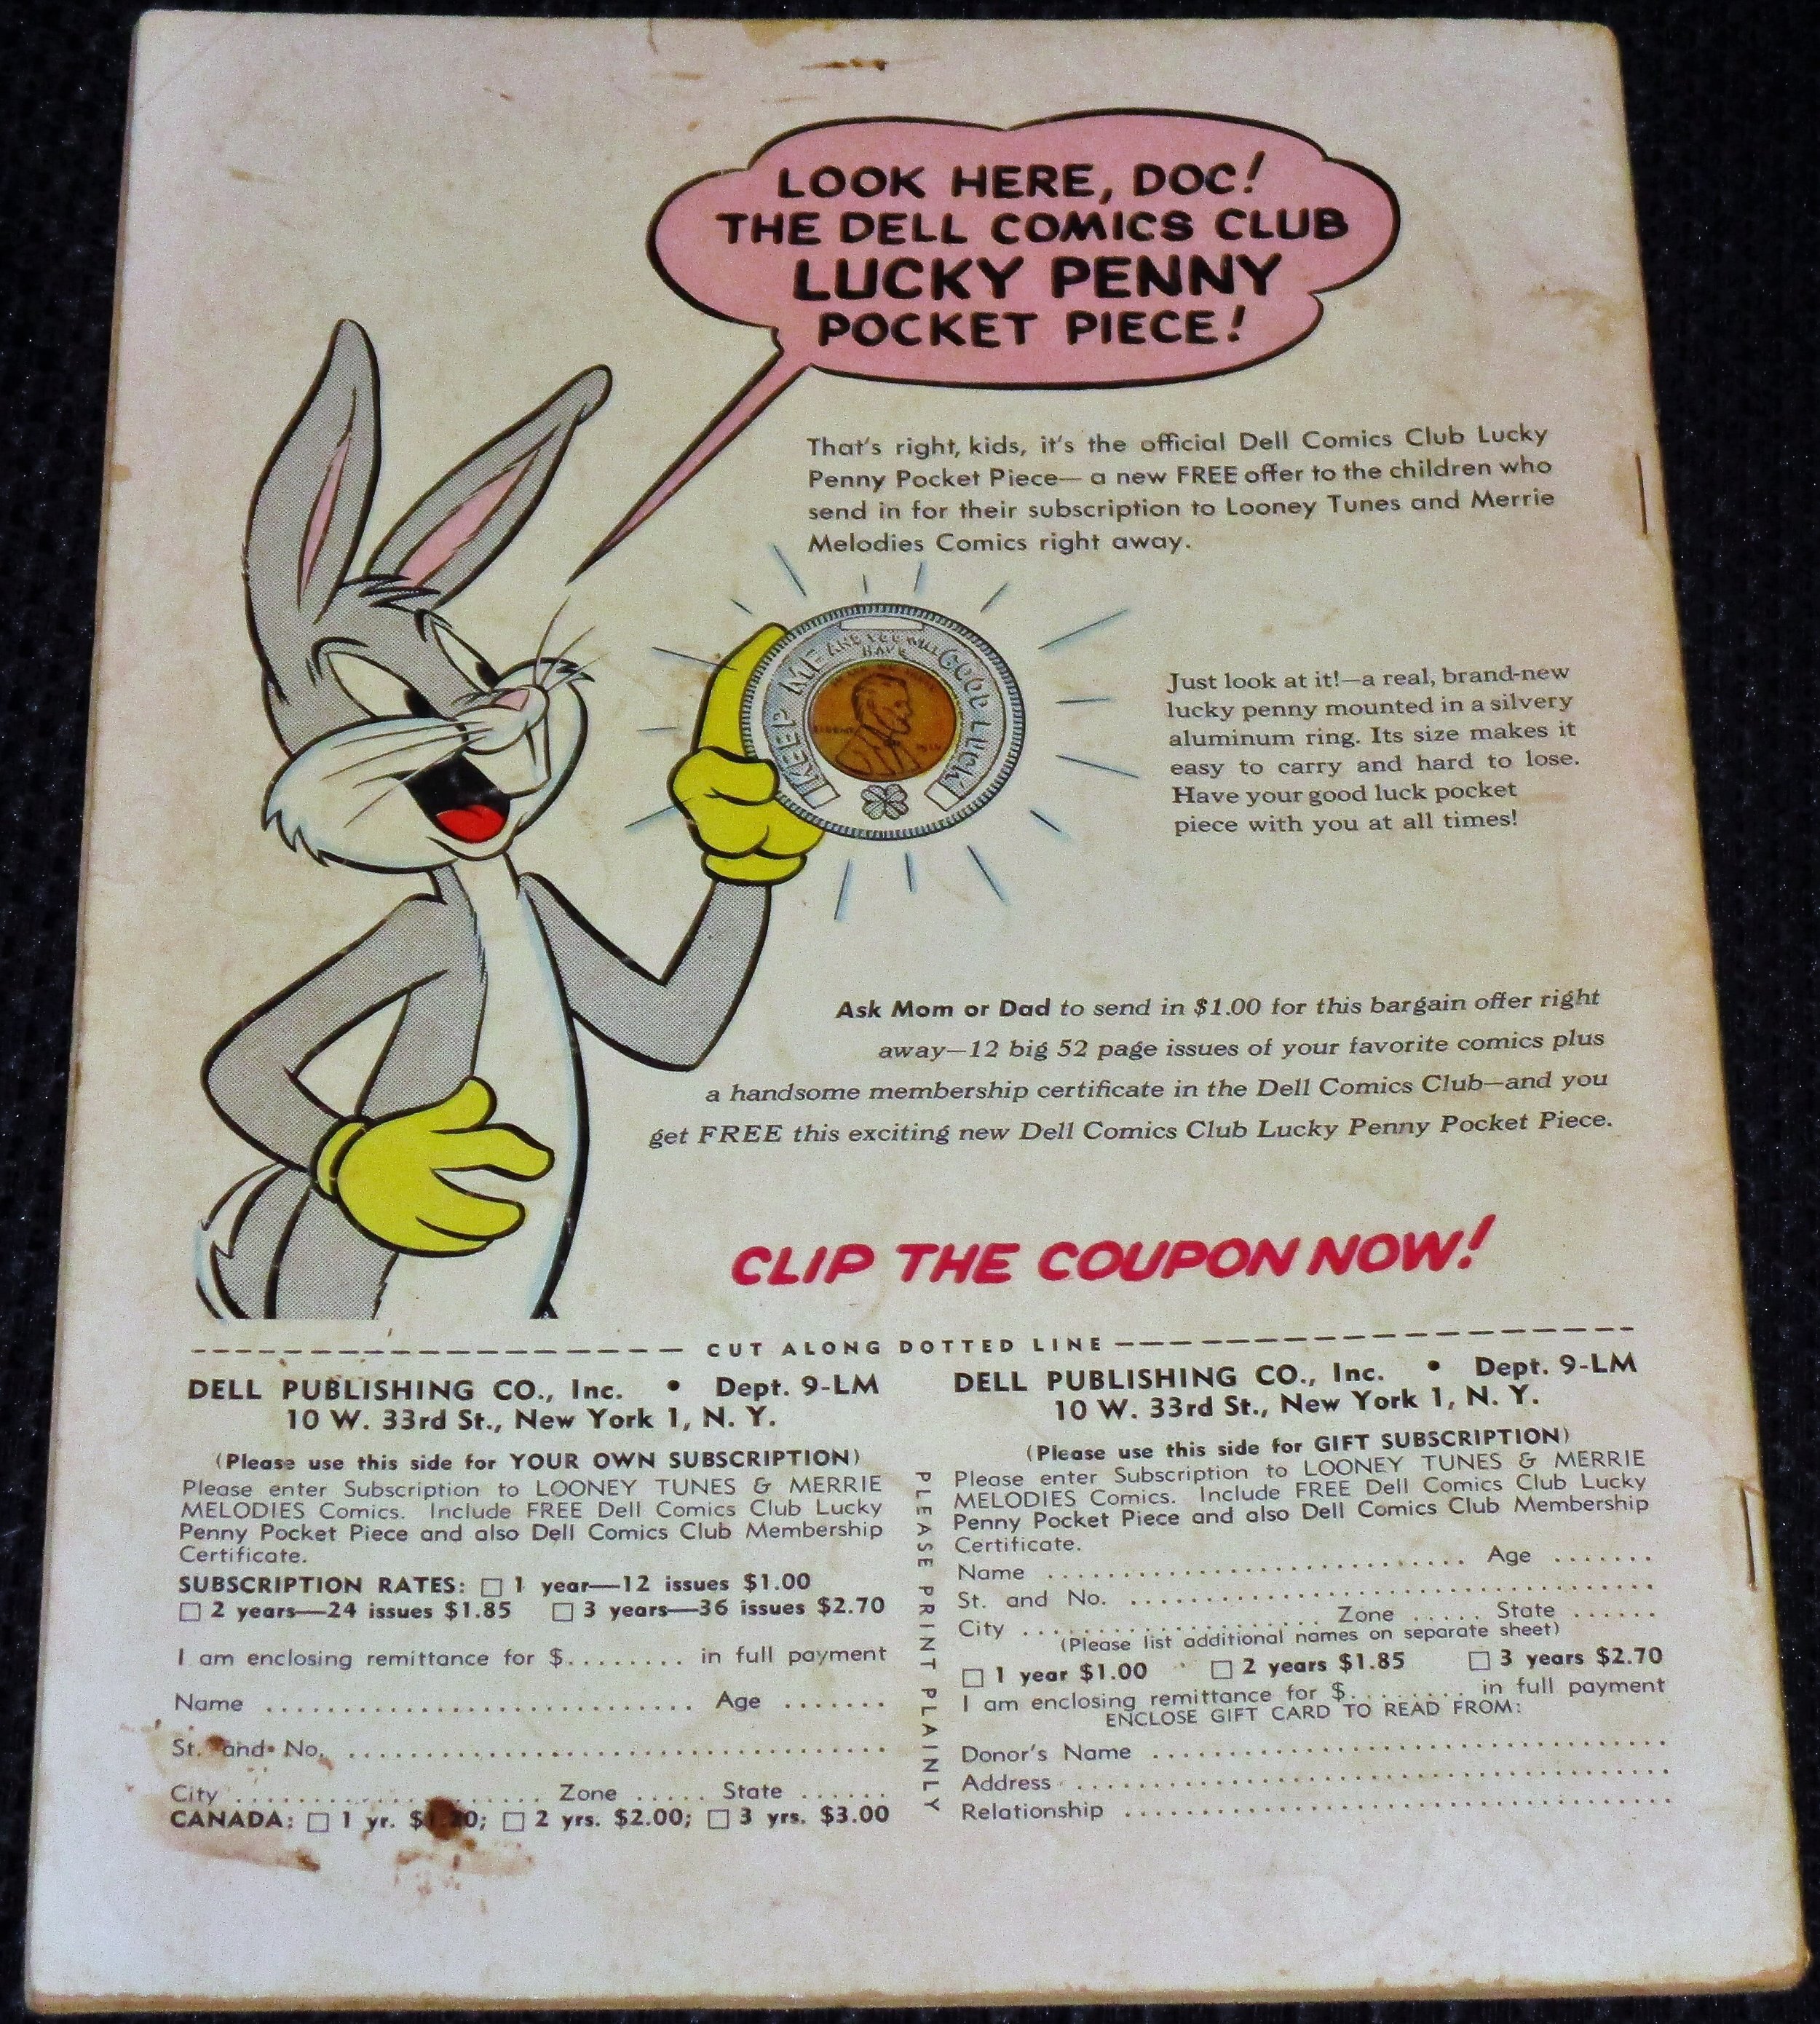 LOOK HERE, DOC!
THE DELL COMICS CLUB
LUCKY PENNY
POCKET PIECE!
That's right, kids, it's the official Dell Comics Club Lucky
Penny Pocket Piece— a new FREE offer to the children who
send in for their subscription to Looney Tunes and Merrie
Melodies Comics right away.
KEEP ME AND YOU WILL HAVE GOOD LUCK
Just look at it!—a real, brand-new
lucky penny mounted in a silvery
aluminum ring. Its size makes it
easy to carry and hard to lose.
Have your good luck pocket
piece with you at all times!
Ask Mom or Dad to send in $1.00 for this bargain offer right
away—12 big 52 page issues of your favorite comics plus
a handsome membership certificate in the Dell Comics Club—and you
get FREE this exciting new Dell Comics Club Lucky Penny Pocket Piece.
CLIP THE COUPON NOW!
CUT ALONG DOTTED LINE
DELL PUBLISHING CO., Inc. • Dept. 9-LM
10 W. 33rd St., New York 1, N. Y.
(Please use this side for YOUR OWN SUBSCRIPTION)
Please enter Subscription to LOONEY TUNES & MERRIE
MELODIES Comics. Include FREE Dell Comics Club Lucky
Penny Pocket Piece and also Dell Comics Club Membership
Certificate.
SUBSCRIPTION RATES: □ 1 year—12 issues $1.00
□ 2 years—24 issues $1.85 □ 3 years—36 issues $2.70
I am enclosing remittance for $........ in full payment
Name .............................. Age .......
St. and No. ......................................
City ...................... Zone ..... State ......
CANADA: □ 1 yr. $ □ 2 yrs. $2.00; □ 3 yrs. $3.00
PLEASE PRINT PLAINLY
DELL PUBLISHING CO., Inc. • Dept. 9-LM
10 W. 33rd St., New York 1, N. Y.
(Please use this side for GIFT SUBSCRIPTION)
Please enter Subscription to LOONEY TUNES & MERRIE
MELODIES Comics. Include FREE Dell Comics Club Lucky
Penny Pocket Piece and also Dell Comics Club Membership
Certificate.
Name .............................. Age .......
St. and No. ......................................
City ...................... Zone ..... State ......
(Please list additional names on separate sheet)
□ 1 year $1.00 □ 2 years $1.85 □ 3 years $2.70
I am enclosing remittance for $........ in full payment
ENCLOSE GIFT CARD TO READ FROM:
Donor's Name .....................................
Address ..........................................
Relationship .....................................